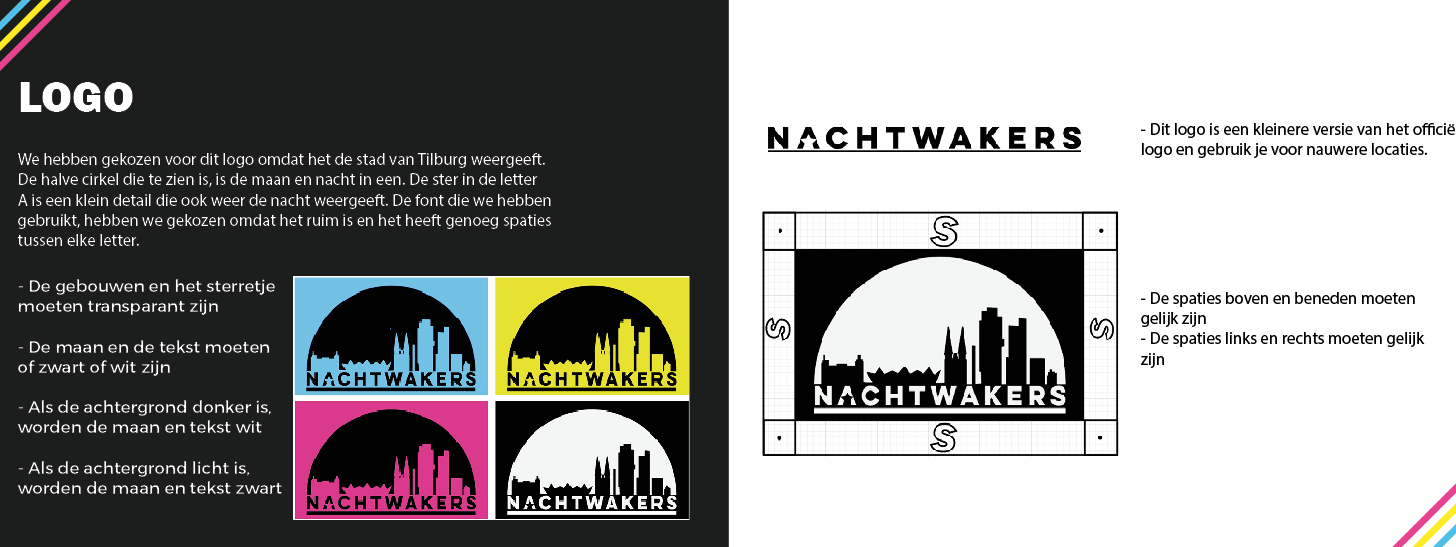 LOGO
We hebben gekozen voor dit logo omdat het de stad van Tilburg weergeeft.
De halve cirkel die te zien is, is de maan en nacht in een. De ster in de letter
A is een klein detail die ook weer de nacht weergeeft. De font die we hebben
gebruikt, hebben we gekozen omdat het ruim is en het heeft genoeg spaties
tussen elke letter.
- De gebouwen en het sterretje
moeten transparant zijn
- De maan en de tekst moeten
of zwart of wit zijn
- Als de achtergrond donker is,
worden de maan en tekst wit
- Als de achtergrond licht is,
worden de maan en tekst zwart
NACHTWAKERS
NACHTWAKERS
NACHTWAKERS
NACHTWAKERS
NACHTWAKERS
- Dit logo is een kleinere versie van het officië
logo en gebruik je voor nauwere locaties.
S
S
S
NACHTWAKERS
S
- De spaties boven en beneden moeten
gelijk zijn
- De spaties links en rechts moeten gelijk
zijn